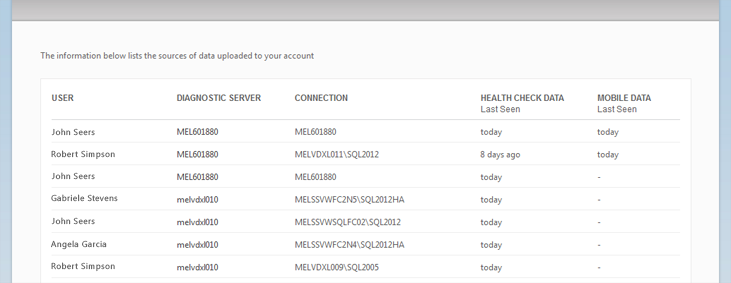 The information below lists the sources of data uploaded to your account
USER DIAGNOSTIC SERVER CONNECTION HEALTH CHECK DATA MOBILE DATA
Last Seen Last Seen
John Seers MEL601880 MEL601880 today today
Robert Simpson MEL601880 MELVDXL011\SQL2012 8 days ago today
John Seers MEL601880 MEL601880 today -
Gabriele Stevens melvdxl010 MELSSVWFC2N5\SQL2012HA today -
John Seers melvdxl010 MELSSVWSQLFC02\SQL2012 today -
Angela Garcia melvdxl010 MELSSVWFC2N4\SQL2012HA today -
Robert Simpson melvdxl010 MELVDXL009\SQL2005 today -